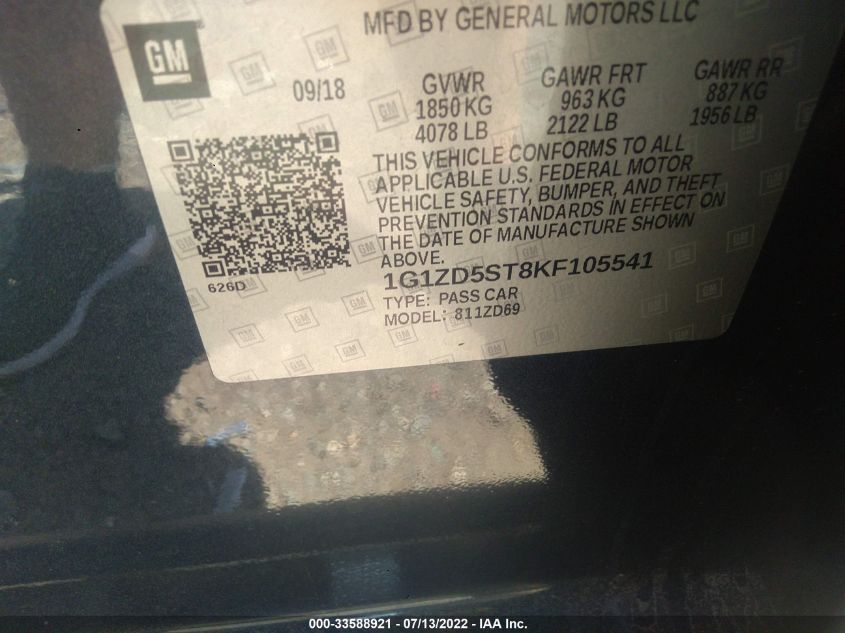 MFD BY GENERAL MOTORS LLC
GM
09/18
GVWR
1850 KG
4078 LB
GAWR FRT
963 KG
2122 LB
GAWR RR
887 KG
1956 LB
THIS VEHICLE CONFORMS TO ALL
APPLICABLE U.S. FEDERAL MOTOR
VEHICLE SAFETY, BUMPER, AND THEFT
PREVENTION STANDARDS IN EFFECT ON
THE DATE OF MANUFACTURE SHOWN
ABOVE.
626D
1G1ZD5ST8KF105541
TYPE: PASS CAR
MODEL: 811ZD69
000-33588921 - 07/13/2022 - IAA Inc.